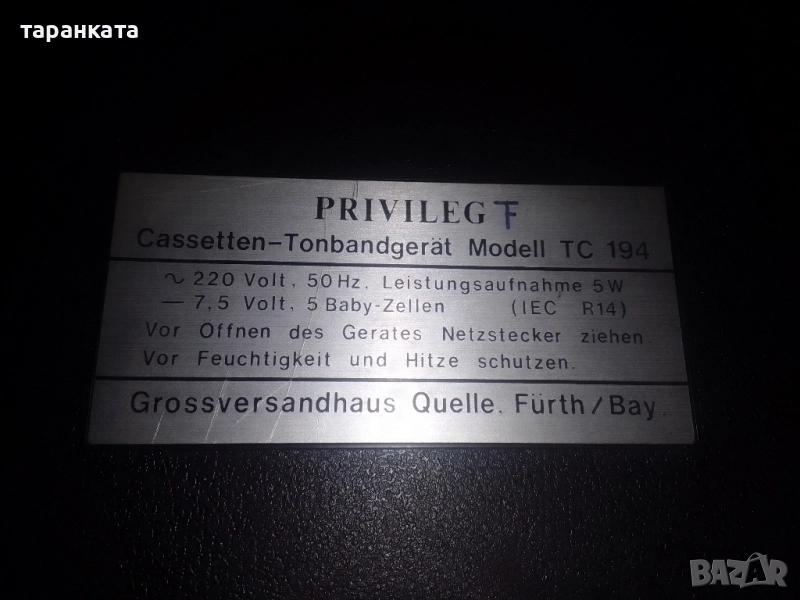 таранката
PRIVILEG F
Cassetten-Tonbandgerät Modell TC 194
~ 220 Volt, 50 Hz. Leistungsaufnahme 5 W
— 7,5 Volt, 5 Baby-Zellen (IEC R14)
Vor Offnen des Gerates Netzstecker ziehen.
Vor Feuchtigkeit und Hitze schutzen.
Grossversandhaus Quelle. Fürth/Bay.
BAZAR